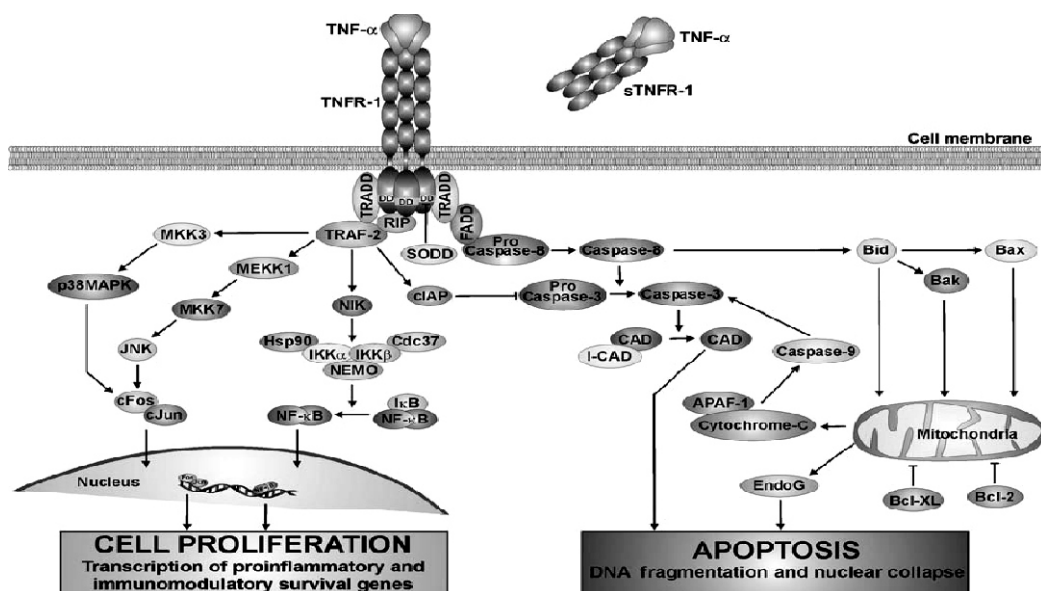 TNF-α
TNF-α
TNFR-1
sTNFR-1
Cell membrane
TRADD
DD
DD
DD
TRADD
RIP
FADD
MKK3
TRAF-2
SODD
Pro
Caspase-8
Caspase-8
Bid
Bax
MEKK1
p38MAPK
Bak
NIK
cIAP
Pro
Caspase-3
Caspase-3
MKK7
Hsp90
Cdc37
CAD
CAD
JNK
IKKα
IKKβ
I-CAD
Caspase-9
NEMO
cFos
APAF-1
cJun
NF-κB
IκB
NF-κB
Cytochrome-C
Mitochondria
Nucleus
EndoG
Bcl-XL
Bcl-2
CELL PROLIFERATION
Transcription of proinflammatory and
immunomodulatory survival genes
APOPTOSIS
DNA fragmentation and nuclear collapse